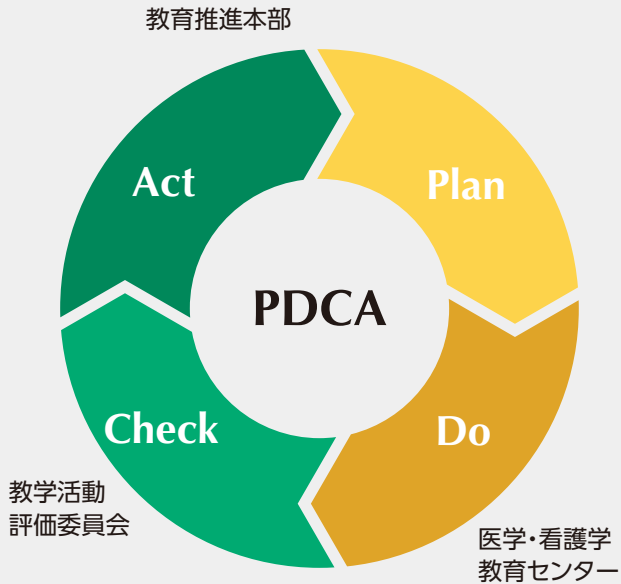 教育推進本部
Act
Plan
PDCA
Check
Do
教学活動
評価委員会
医学・看護学
教育センター